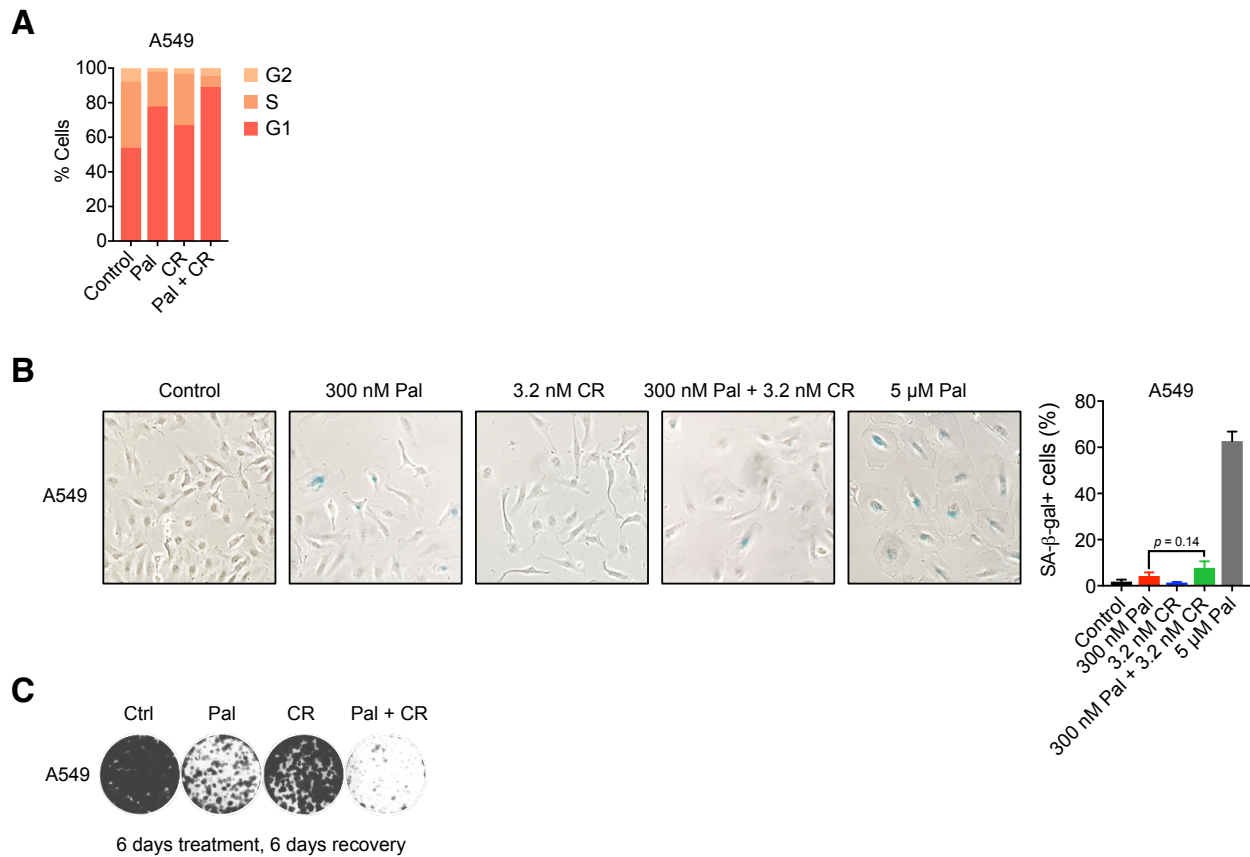 A
A549
100
80
60
40
20
0
% Cells
G2
S
G1
Control
Pal
CR
Pal + CR
B
Control
300 nM Pal
3.2 nM CR
300 nM Pal + 3.2 nM CR
5 µM Pal
A549
A549
80
60
40
20
0
SA-β-gal+ cells (%)
p = 0.14
Control
300 nM Pal
3.2 nM CR
300 nM Pal + 3.2 nM CR
5 µM Pal
C
Ctrl
Pal
CR
Pal + CR
A549
6 days treatment, 6 days recovery